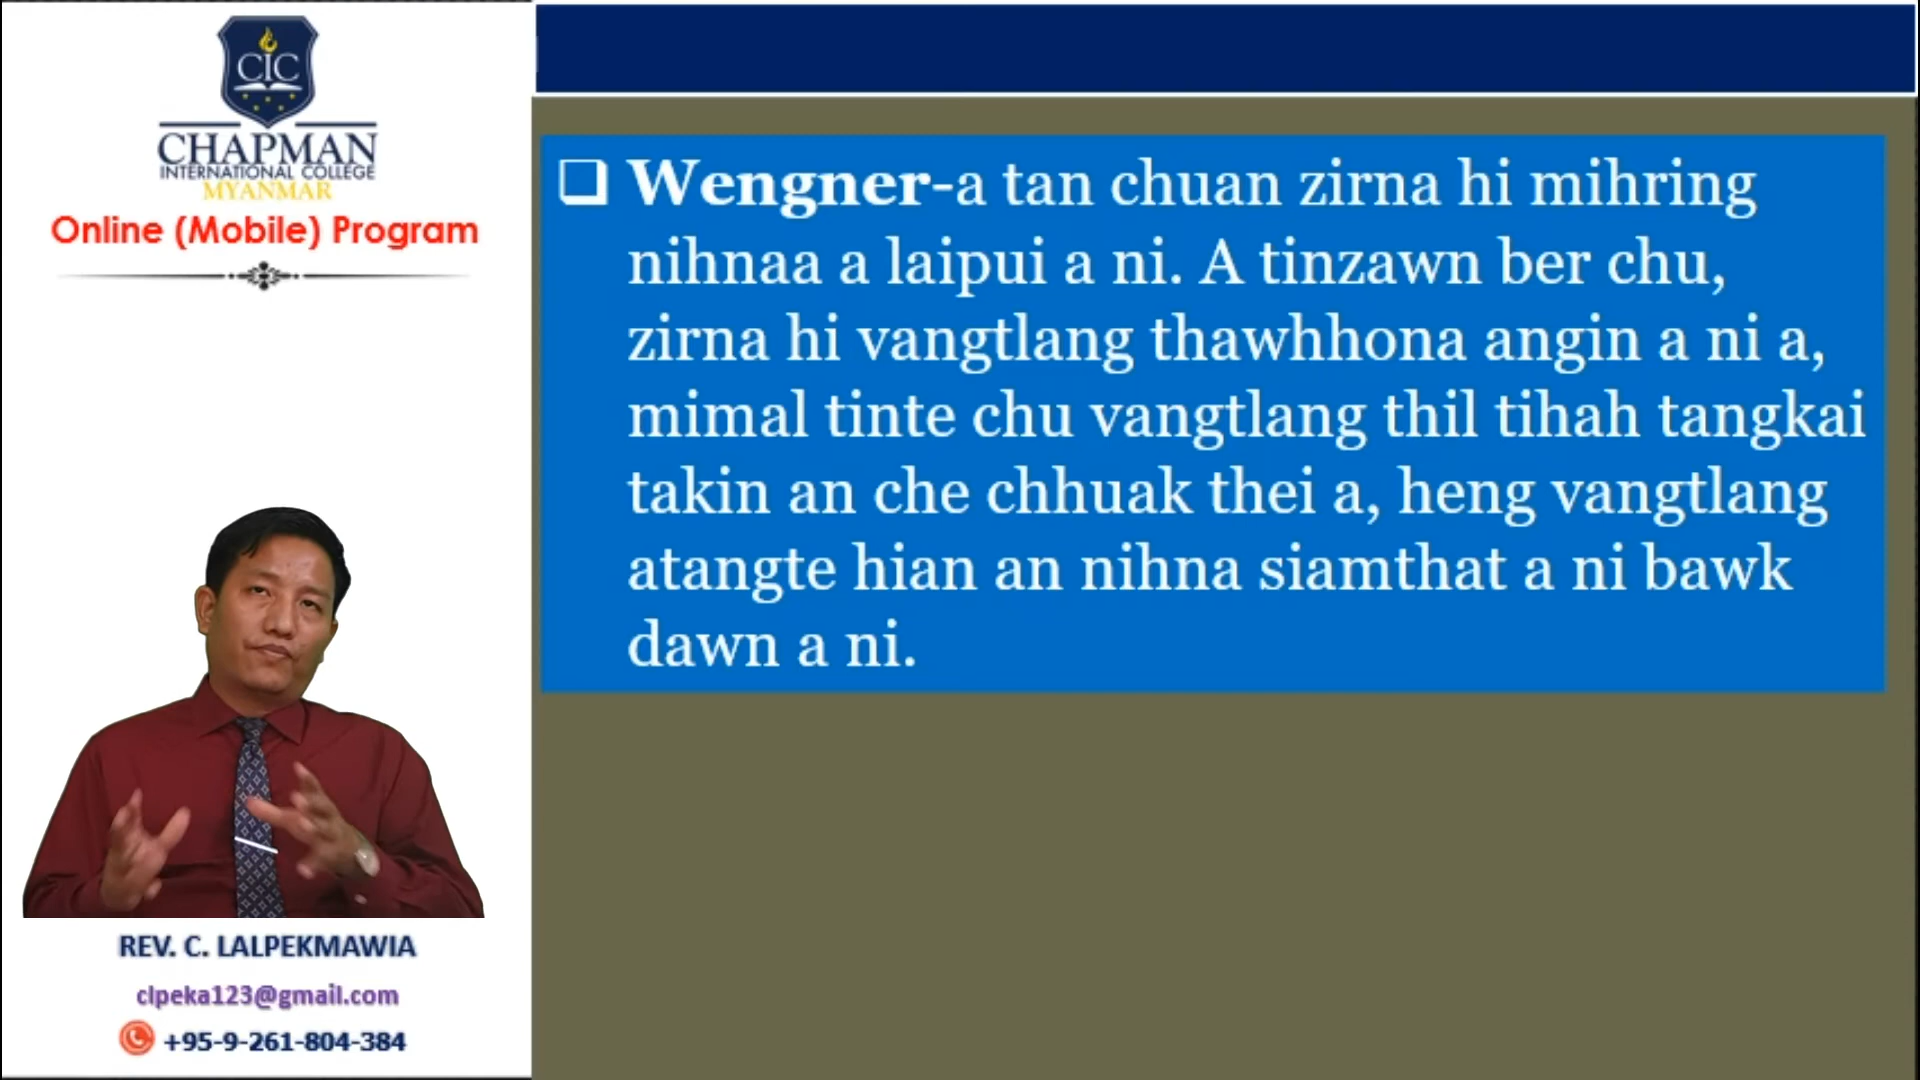 CIC
CHAPMAN
INTERNATIONAL COLLEGE
MYANMAR
Online (Mobile) Program
REV. C. LALPEKMAWIA
clpeka123@gmail.com
+95-9-261-804-384
❑ Wengner-a tan chuan zirna hi mihring
nihnaa a laipui a ni. A tinzawn ber chu,
zirna hi vangtlang thawhhona angin a ni a,
mimal tinte chu vangtlang thil tihah tangkai
takin an che chhuak thei a, heng vangtlang
atangte hian an nihna siamthat a ni bawk
dawn a ni.